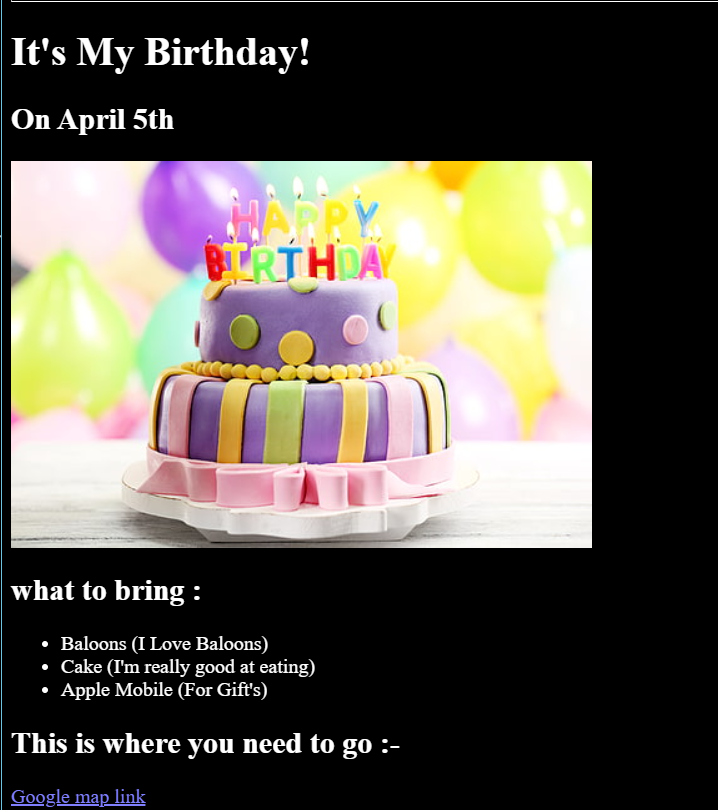 It's My Birthday!
On April 5th
HAPPY
BIRTHDAY
what to bring :
Baloons (I Love Baloons)
Cake (I'm really good at eating)
Apple Mobile (For Gift's)
This is where you need to go :-
Google map link